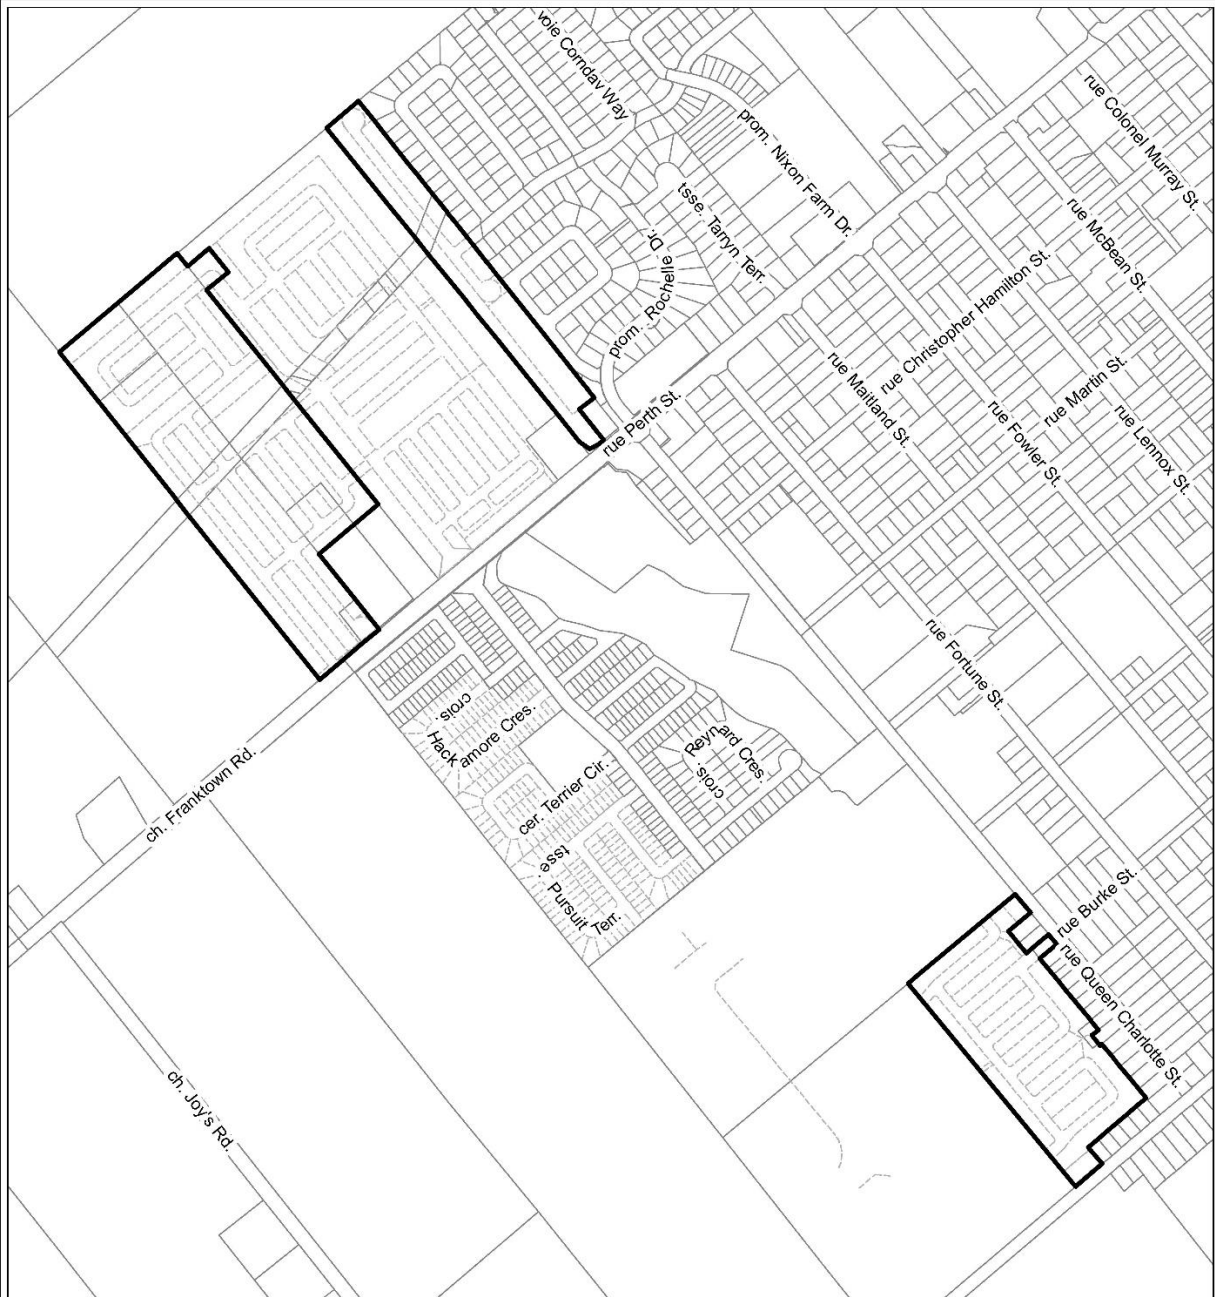 voie Corndav Way
rue Colonel Murray St.
prom. Nixon Farm Dr.
tsse. Tarryn Terr.
rue McBean St.
prom. Rochelle Dr.
rue Christopher Hamilton St.
rue Maitland St.
rue Martin St.
rue Perth St.
rue Fowler St.
rue Lennox St.
rue Fortune St.
crois.
Hackamore Cres.
Reynard Cres.
crois
ch. Franktown Rd.
cer. Terrier Cir.
tsse.
Pursuit Terr.
rue Burke St.
rue Queen Charlotte St.
ch. Joy's Rd.